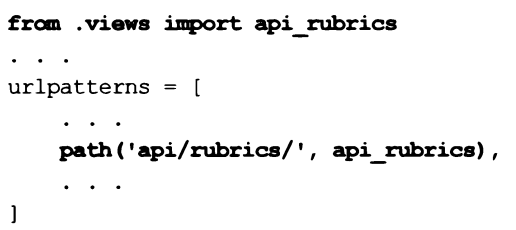 from .views import api_rubrics
. . .
urlpatterns = [
. . .
path('api/rubrics/', api_rubrics),
. . .
]